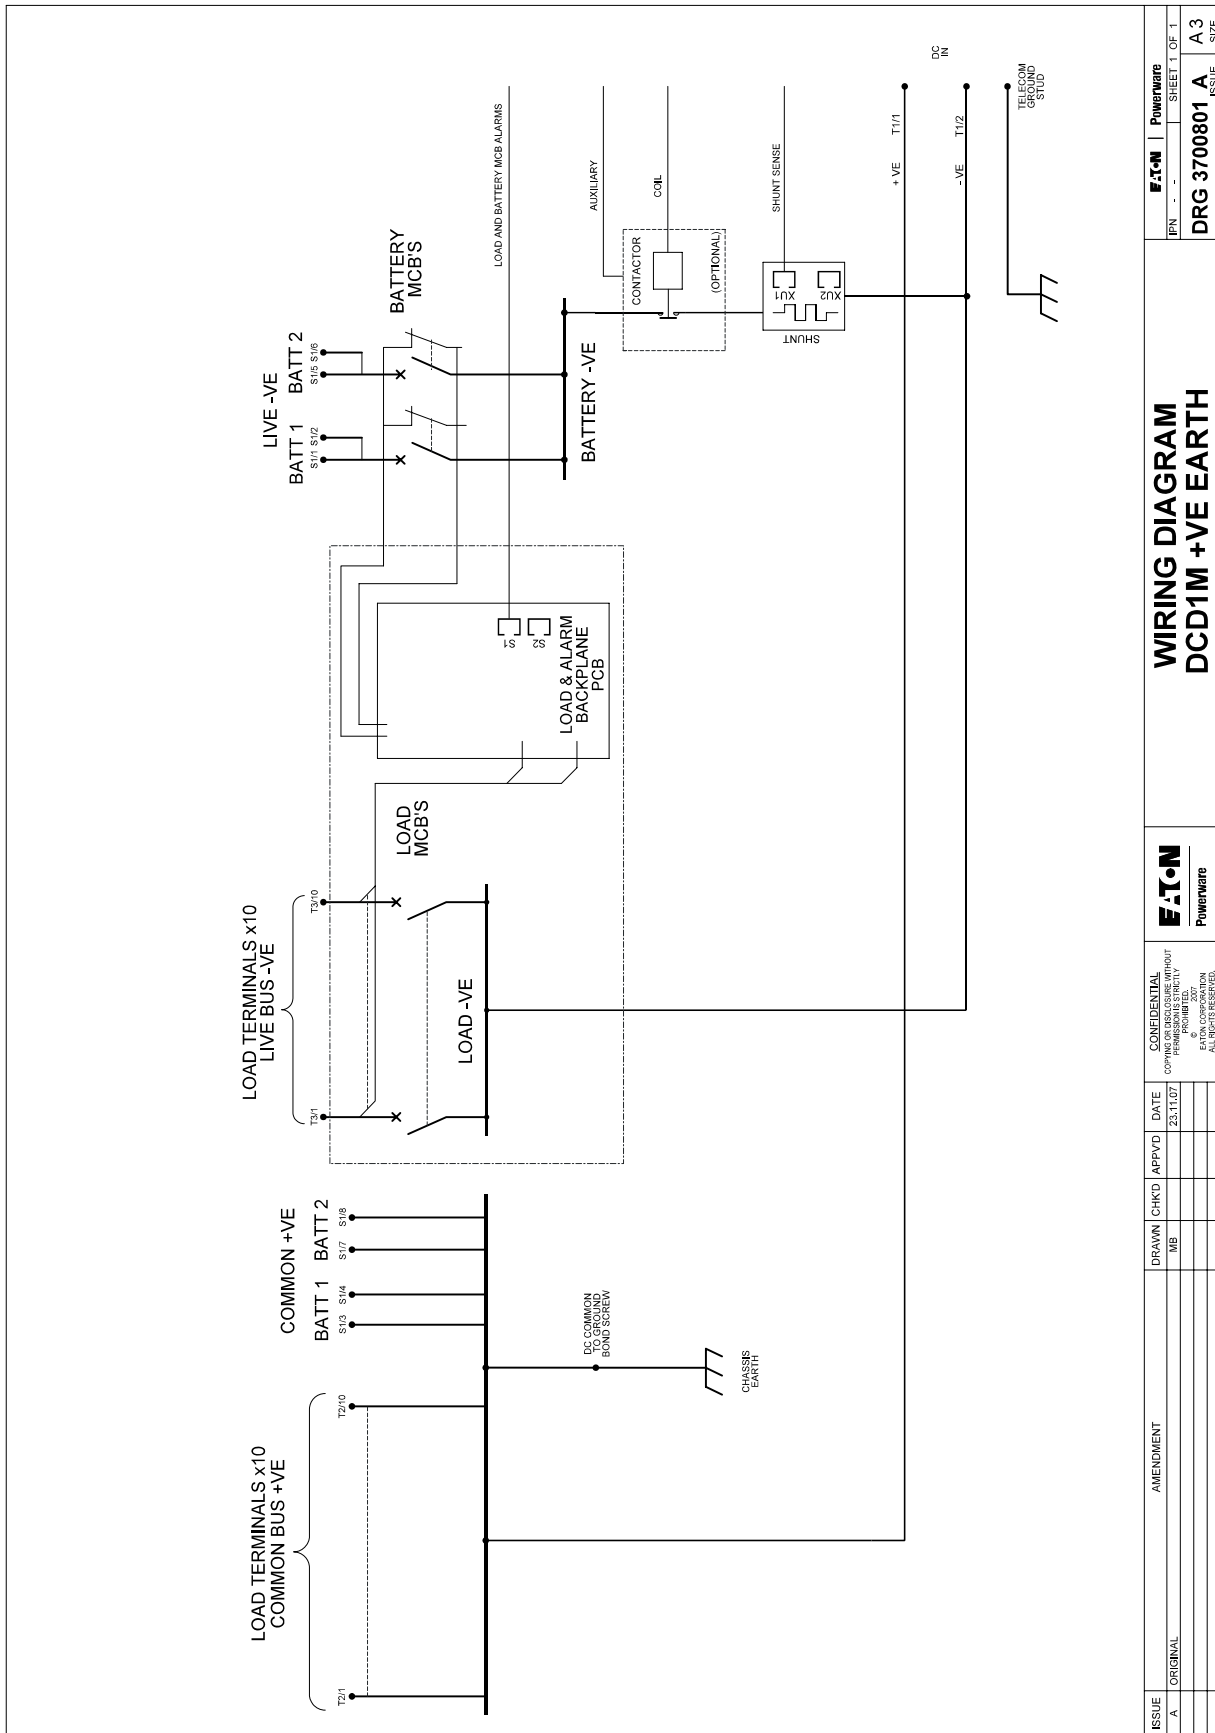 LOAD TERMINALS x10
COMMON BUS +VE
T2/1
T2/10
COMMON +VE
BATT 1
BATT 2
S1/3
S1/4
S1/7
S1/8
DC COMMON
TO GROUND
BOND SCREW
CHASSIS
EARTH
LOAD TERMINALS x10
LIVE BUS -VE
T3/1
T3/10
LOAD
MCB'S
LOAD -VE
S1
S2
LOAD & ALARM
BACKPLANE
PCB
LIVE -VE
BATT 1
BATT 2
S1/1
S1/2
S1/5
S1/6
BATTERY
MCB'S
BATTERY -VE
LOAD AND BATTERY MCB ALARMS
AUXILIARY
CONTACTOR
COIL
(OPTIONAL)
SHUNT SENSE
XU1
XU2
SHUNT
+ VE
T1/1
- VE
T1/2
DC
IN
TELECOM
GROUND
STUD
ISSUE
AMENDMENT
DRAWN
CHK'D
APPV'D
DATE
A
ORIGINAL
MB
23.11.07
CONFIDENTIAL
COPYING OR DISCLOSURE WITHOUT
PERMISSION IS STRICTLY
PROHIBITED.
© 2007
EATON CORPORATION
ALL RIGHTS RESERVED.
EATON
Powerware
WIRING DIAGRAM
DCD1M +VE EARTH
EATON | Powerware
IPN - -
SHEET 1 OF 1
DRG 3700801
A
ISSUE
A 3
SIZE